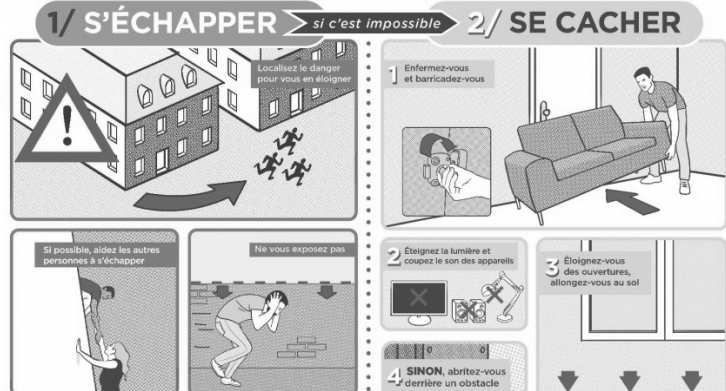 1/ S'ÉCHAPPER
si c'est impossible
2/ SE CACHER
Localisez le danger
pour vous en éloigner
Si possible, aidez les autres
personnes à s'échapper
Ne vous exposez pas
1 Enfermez-vous
et barricadez-vous
2 Éteignez la lumière et
coupez le son des appareils
3 Éloignez-vous
des ouvertures,
allongez-vous au sol
4 SINON, abritez-vous
derrière un obstacle